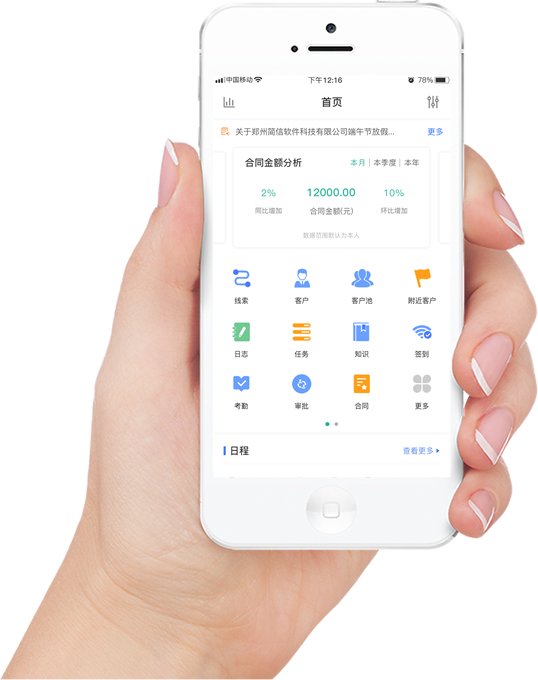 中国移动 下午12:16 78%
首页
关于郑州简信软件科技有限公司端午节放假... 更多
合同金额分析 本月 | 本季度 | 本年
2% 12000.00 10%
同比增加 合同金额(元) 环比增加
数据范围默认为本人
线索 客户 客户池 附近客户
日志 任务 知识 签到
考勤 审批 合同 更多
日程 查看更多